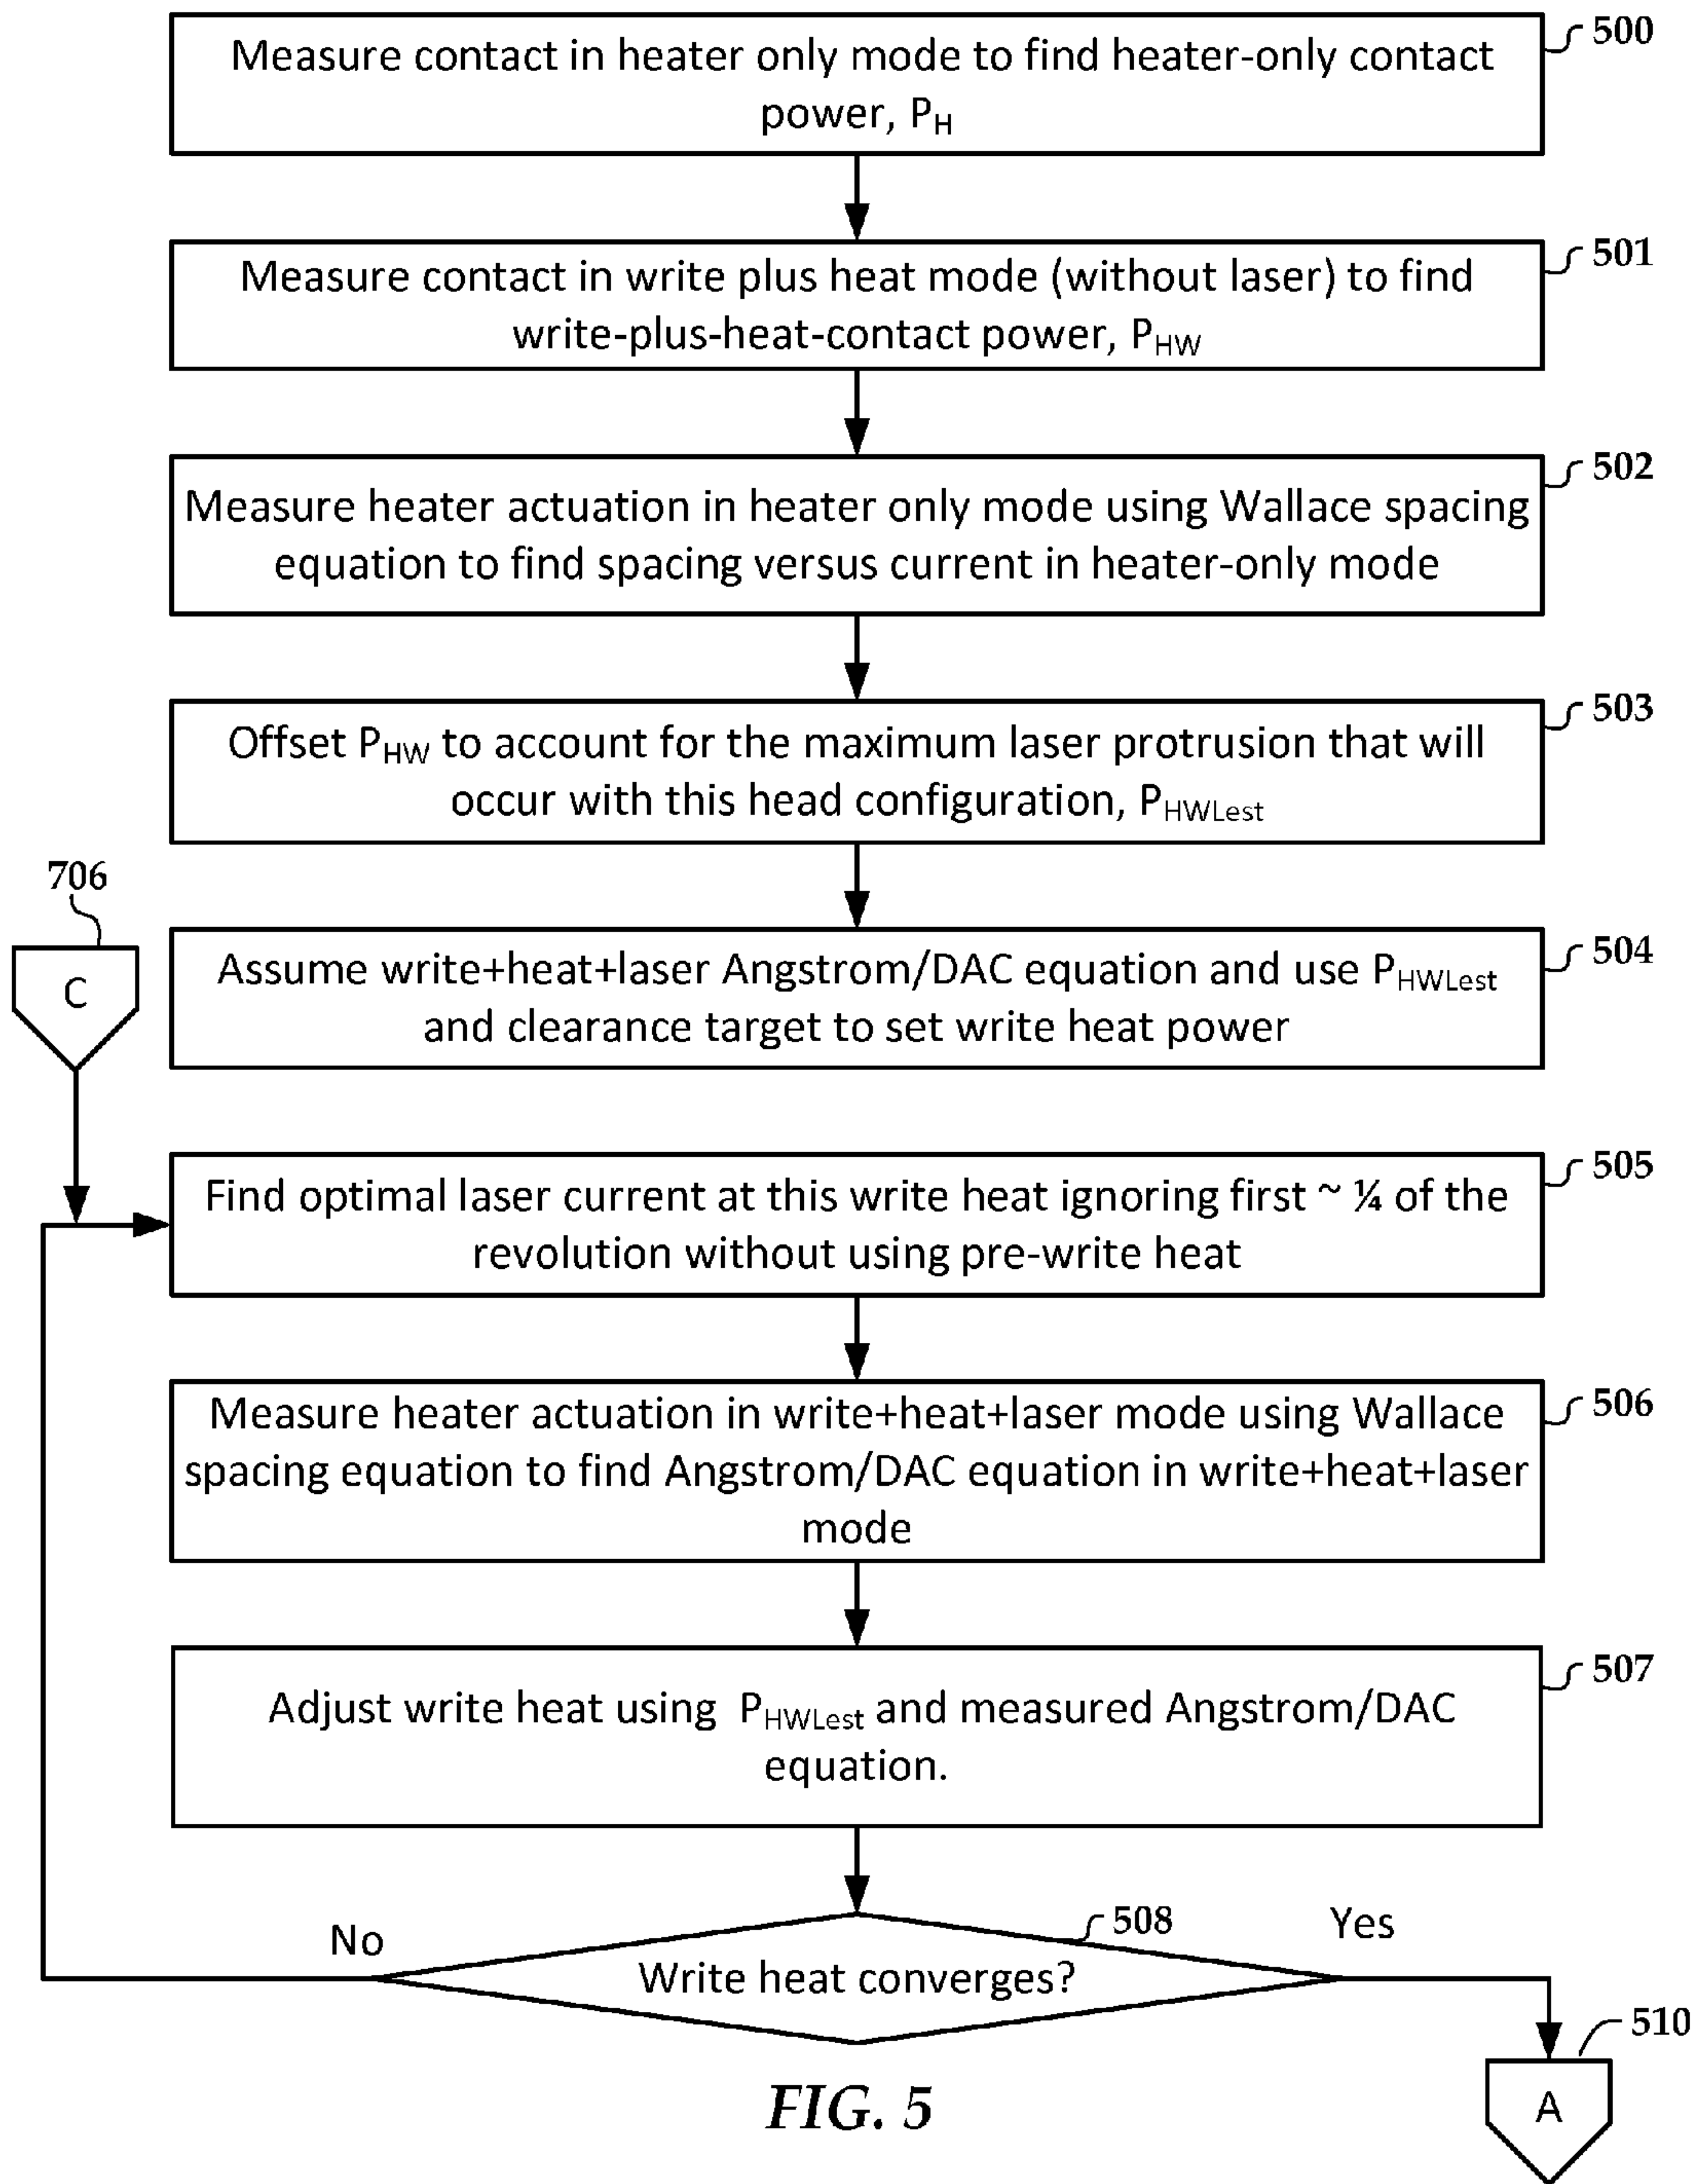 500
Measure contact in heater only mode to find heater-only contact
power, P_H
501
Measure contact in write plus heat mode (without laser) to find
write-plus-heat-contact power, P_HW
502
Measure heater actuation in heater only mode using Wallace spacing
equation to find spacing versus current in heater-only mode
503
Offset P_HW to account for the maximum laser protrusion that will
occur with this head configuration, P_HWLest
706
C
504
Assume write+heat+laser Angstrom/DAC equation and use P_HWLest
and clearance target to set write heat power
505
Find optimal laser current at this write heat ignoring first ~ ¼ of the
revolution without using pre-write heat
506
Measure heater actuation in write+heat+laser mode using Wallace
spacing equation to find Angstrom/DAC equation in write+heat+laser
mode
507
Adjust write heat using P_HWLest and measured Angstrom/DAC
equation.
508
No
Yes
Write heat converges?
510
A
FIG. 5